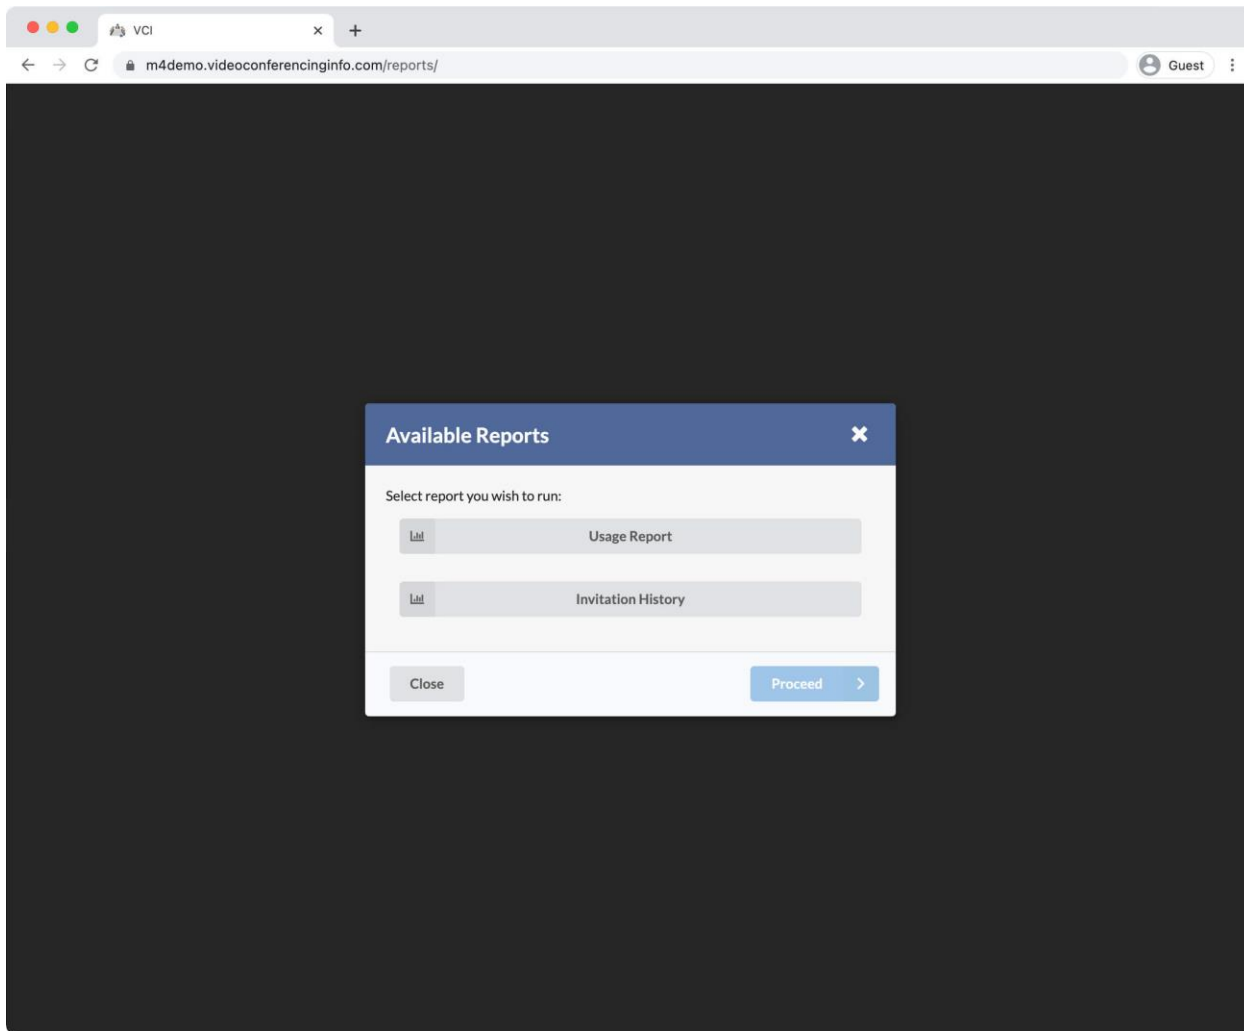 VCI
m4demo.videoconferencinginfo.com/reports/
Guest
Available Reports
Select report you wish to run:
Usage Report
Invitation History
Close
Proceed